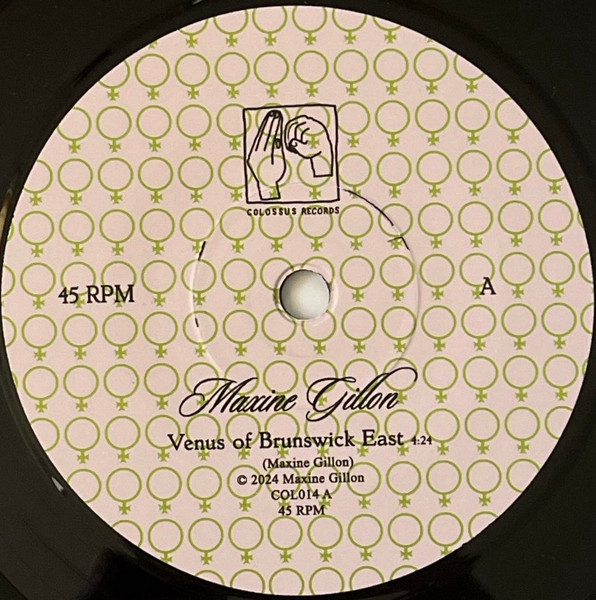 COLOSSUS RECORDS
45 RPM
A
Maxine Gillon
Venus of Brunswick East 4:24
(Maxine Gillon)
© 2024 Maxine Gillon
COL014 A
45 RPM